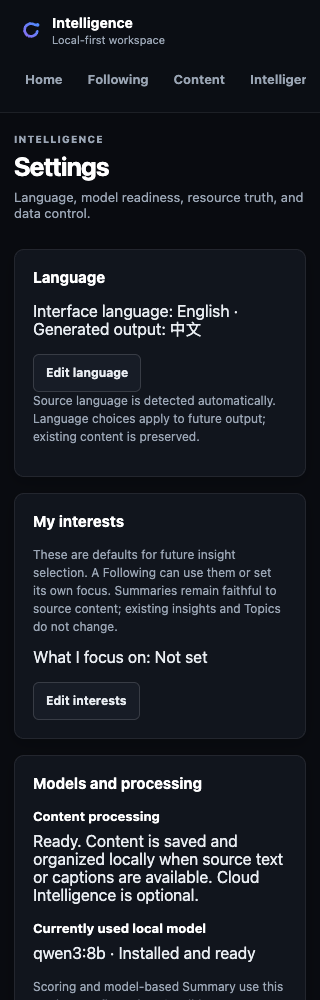 Intelligence
Local-first workspace
Home Following Content Intelliger
INTELLIGENCE
Settings
Language, model readiness, resource truth, and
data control.
Language
Interface language: English ·
Generated output: 中文
Edit language
Source language is detected automatically.
Language choices apply to future output;
existing content is preserved.
My interests
These are defaults for future insight
selection. A Following can use them or set
its own focus. Summaries remain faithful to
source content; existing insights and Topics
do not change.
What I focus on: Not set
Edit interests
Models and processing
Content processing
Ready. Content is saved and
organized locally when source text
or captions are available. Cloud
Intelligence is optional.
Currently used local model
qwen3:8b · Installed and ready
Scoring and model-based Summary use this